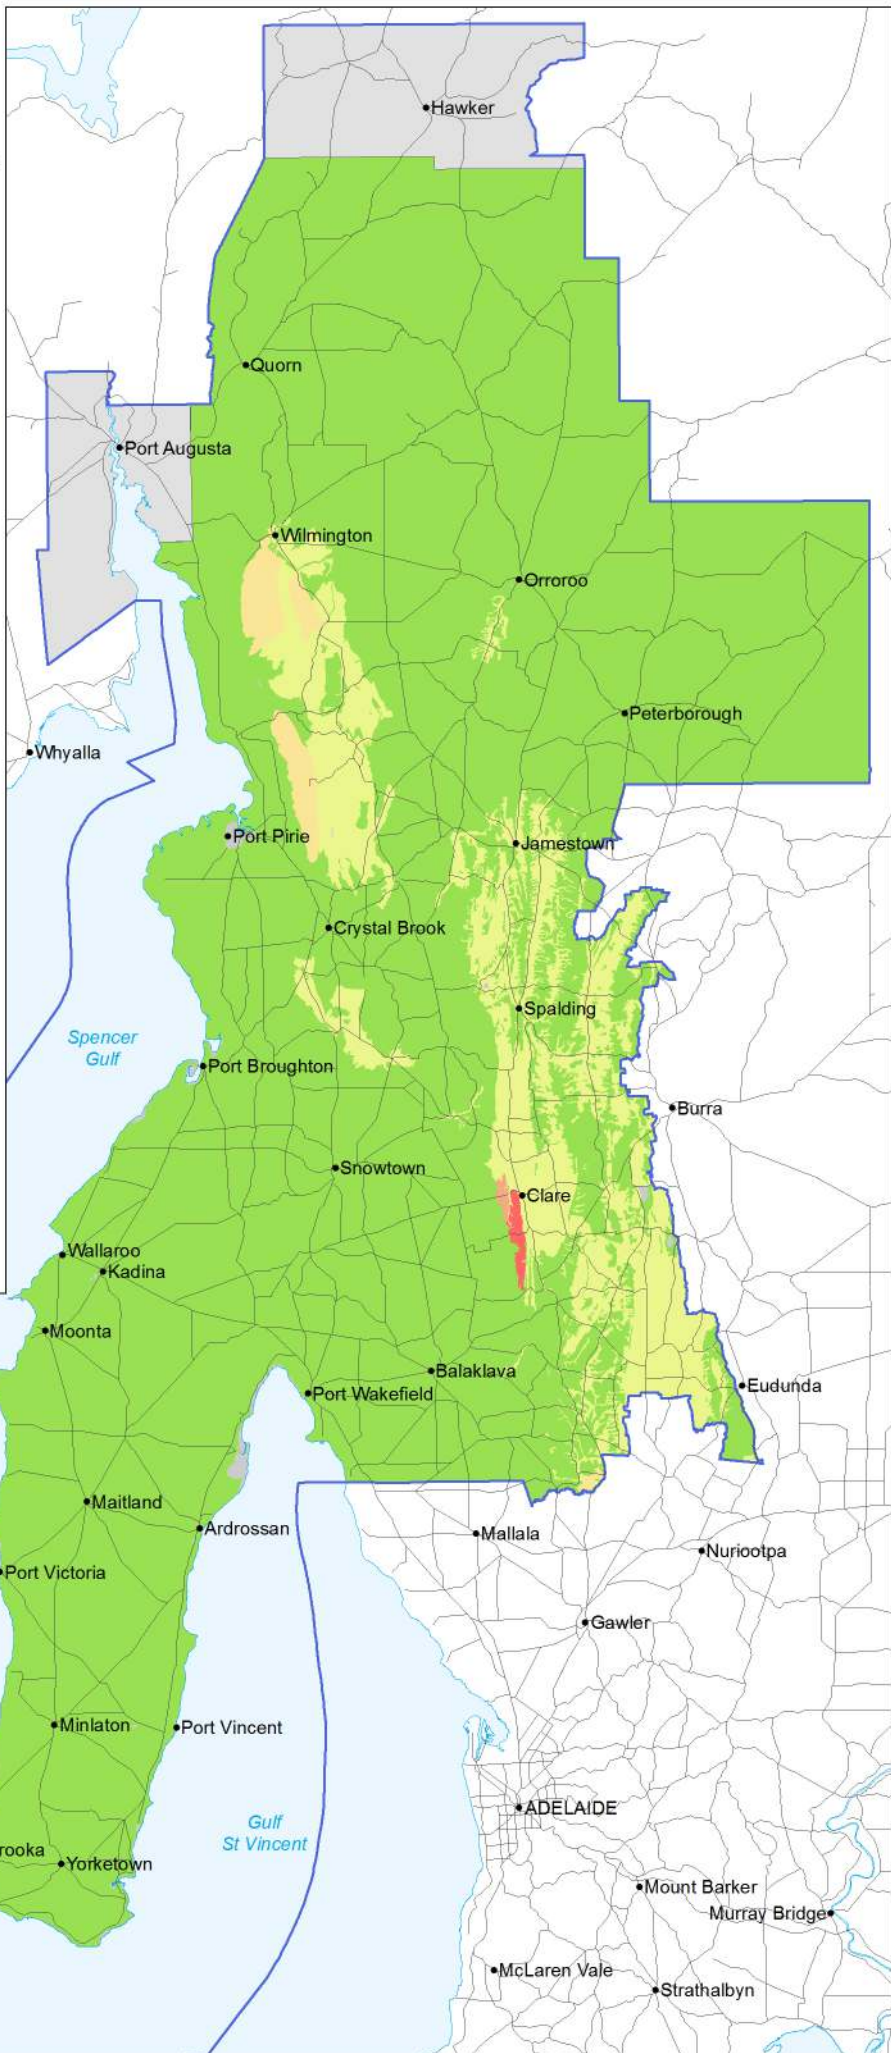 Hawker
Quorn
Port Augusta
Wilmington
Orroroo
Peterborough
Whyalla
Port Pirie
Jamestown
Crystal Brook
Spalding
Spencer
Gulf
Port Broughton
Burra
Snowtown
Clare
Wallaroo
Kadina
Moonta
Balaklava
Eudunda
Port Wakefield
Maitland
Ardrossan
Mallala
Nuriootpa
Port Victoria
Gawler
Minlaton
Port Vincent
ADELAIDE
Gulf
St Vincent
rooka
Yorketown
Mount Barker
Murray Bridge
McLaren Vale
Strathalbyn